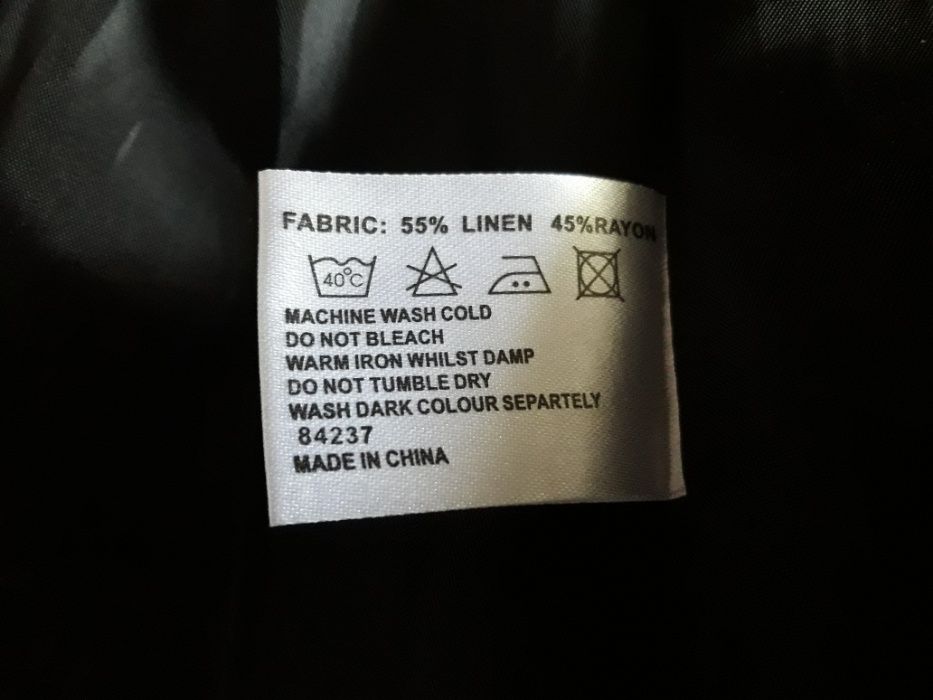 FABRIC: 55% LINEN 45%RAYON
40°C
MACHINE WASH COLD
DO NOT BLEACH
WARM IRON WHILST DAMP
DO NOT TUMBLE DRY
WASH DARK COLOUR SEPARTELY
84237
MADE IN CHINA